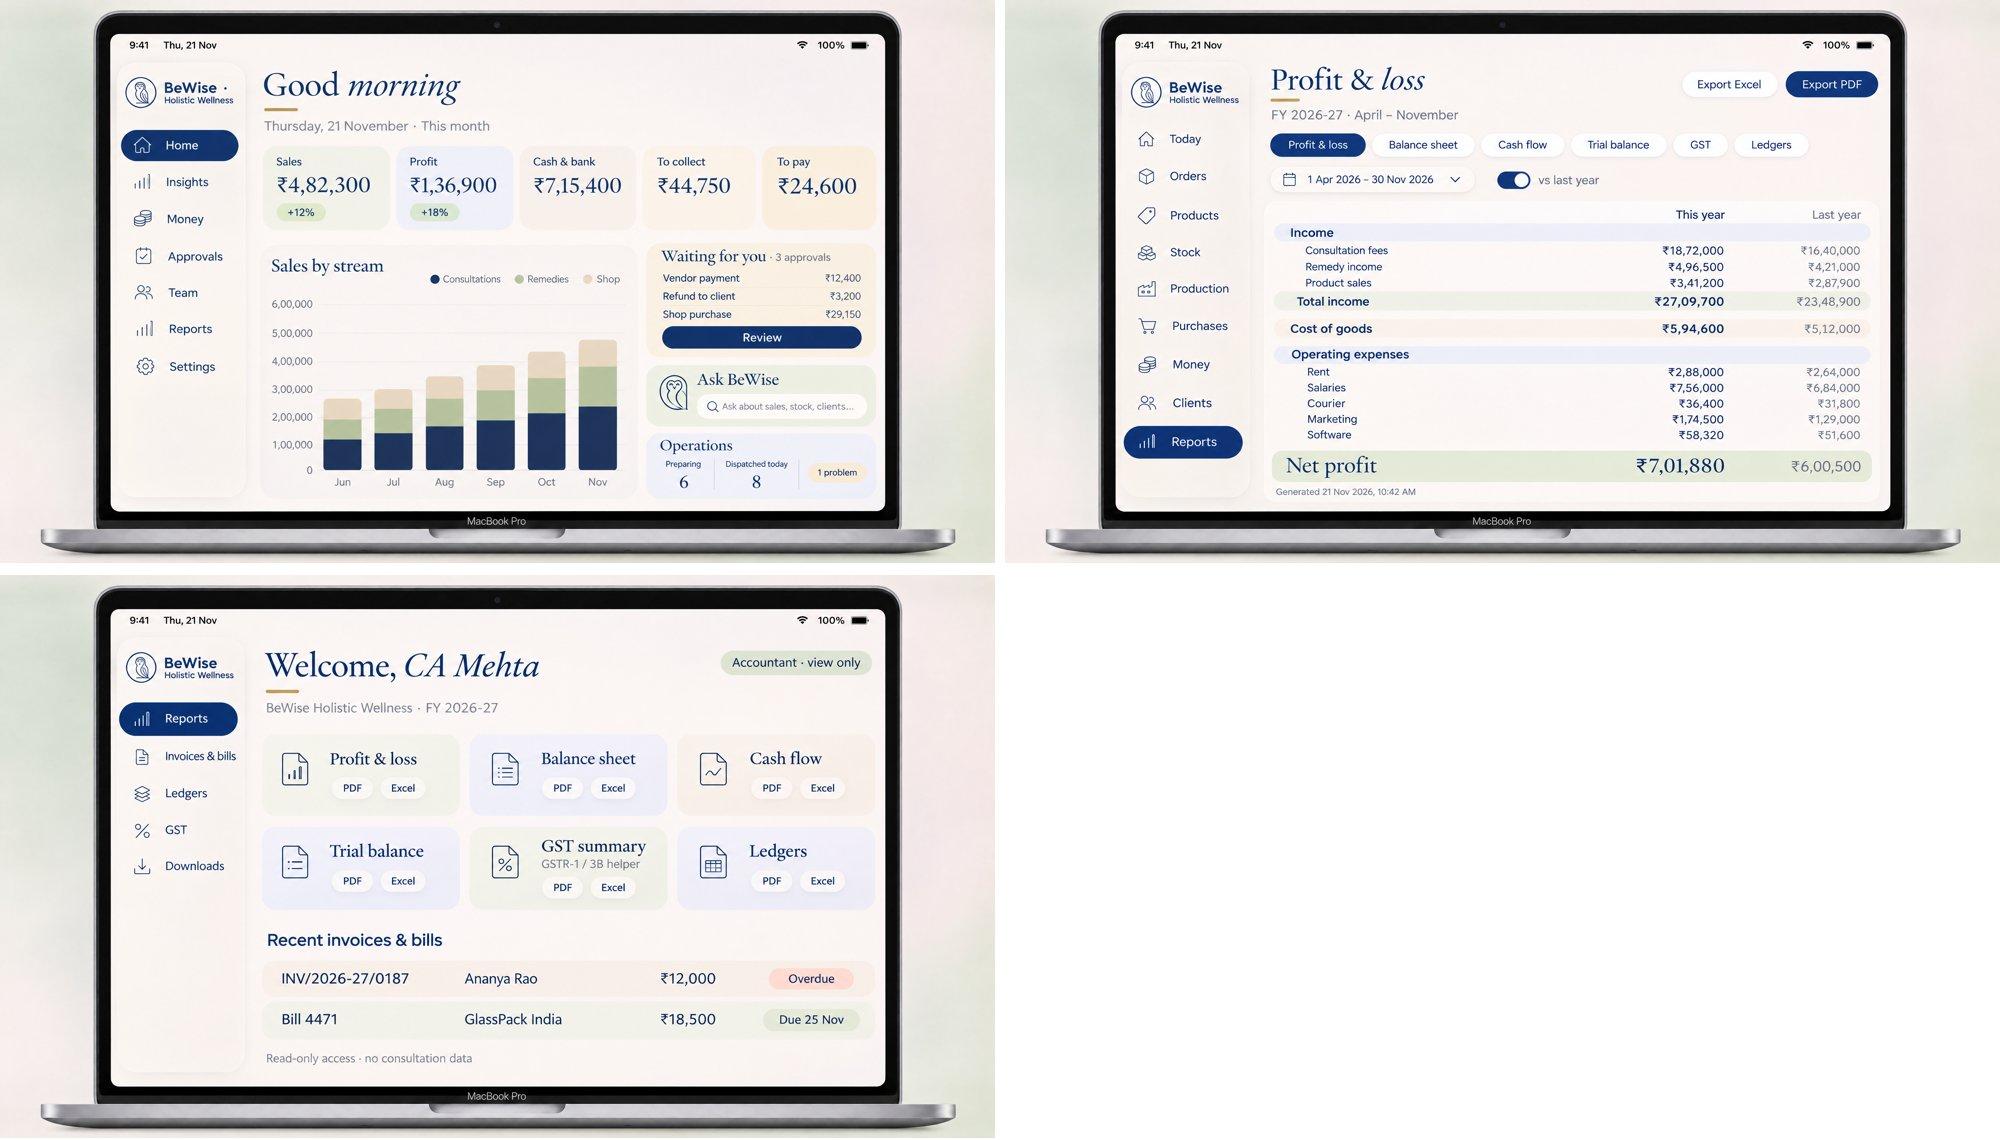 9:41 Thu, 21 Nov 100%
BeWise ·
Holistic Wellness
Home
Insights
Money
Approvals
Team
Reports
Settings
Good morning
Thursday, 21 November · This month
Sales
₹4,82,300
+12%
Profit
₹1,36,900
+18%
Cash & bank
₹7,15,400
To collect
₹44,750
To pay
₹24,600
Sales by stream
Consultations Remedies Shop
6,00,000
5,00,000
4,00,000
3,00,000
2,00,000
1,00,000
0
Jun Jul Aug Sep Oct Nov
Waiting for you · 3 approvals
Vendor payment ₹12,400
Refund to client ₹3,200
Shop purchase ₹29,150
Review
Ask BeWise
Ask about sales, stock, clients...
Operations
Preparing
6
Dispatched today
8
1 problem
MacBook Pro
9:41 Thu, 21 Nov 100%
BeWise
Holistic Wellness
Today
Orders
Products
Stock
Production
Purchases
Money
Clients
Reports
Profit & loss
FY 2026-27 · April – November
Export Excel Export PDF
Profit & loss Balance sheet Cash flow Trial balance GST Ledgers
1 Apr 2026 – 30 Nov 2026 vs last year
This year Last year
Income
Consultation fees ₹18,72,000 ₹16,40,000
Remedy income ₹4,96,500 ₹4,21,000
Product sales ₹3,41,200 ₹2,87,900
Total income ₹27,09,700 ₹23,48,900
Cost of goods ₹5,94,600 ₹5,12,000
Operating expenses
Rent ₹2,88,000 ₹2,64,000
Salaries ₹7,56,000 ₹6,84,000
Courier ₹36,400 ₹31,800
Marketing ₹1,74,500 ₹1,29,000
Software ₹58,320 ₹51,600
Net profit ₹7,01,880 ₹6,00,500
Generated 21 Nov 2026, 10:42 AM
MacBook Pro
9:41 Thu, 21 Nov 100%
BeWise
Holistic Wellness
Reports
Invoices & bills
Ledgers
GST
Downloads
Welcome, CA Mehta
Accountant · view only
BeWise Holistic Wellness · FY 2026-27
Profit & loss
PDF Excel
Balance sheet
PDF Excel
Cash flow
PDF Excel
Trial balance
PDF Excel
GST summary
GSTR-1 / 3B helper
PDF Excel
Ledgers
PDF Excel
Recent invoices & bills
INV/2026-27/0187 Ananya Rao ₹12,000 Overdue
Bill 4471 GlassPack India ₹18,500 Due 25 Nov
Read-only access · no consultation data
MacBook Pro